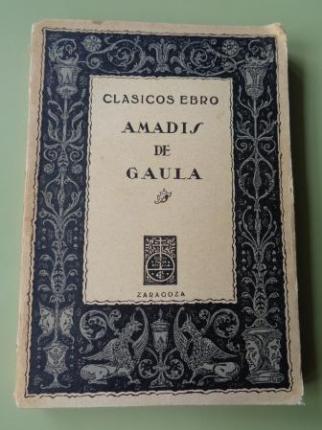 CLASICOS EBRO
AMADIS
DE
GAULA
ZARAGOZA